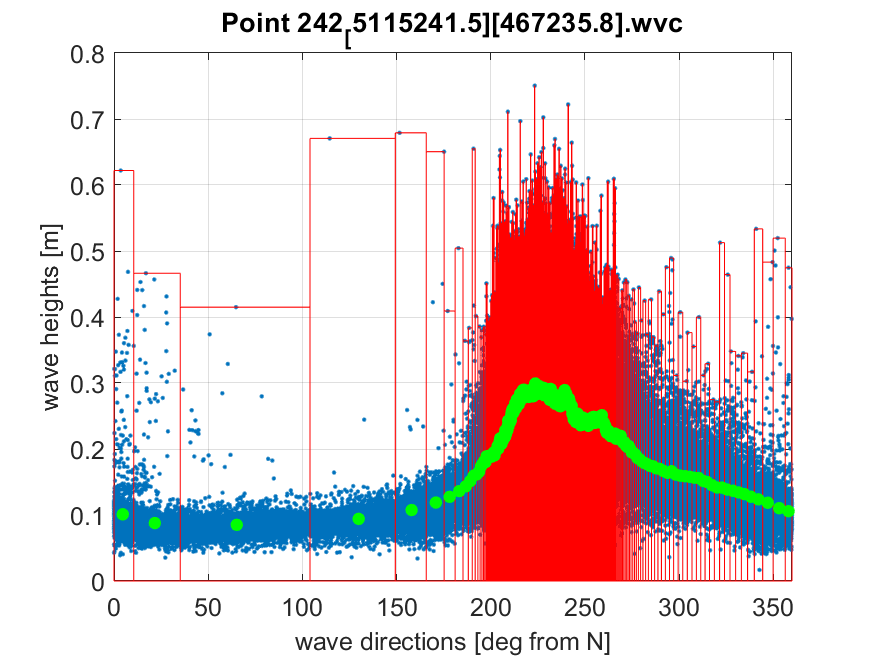 Point 242[5115241.5][467235.8].wvc
0.8
0.7
0.6
0.5
0.4
0.3
0.2
0.1
0
wave heights [m]
0 50 100 150 200 250 300 350
wave directions [deg from N]